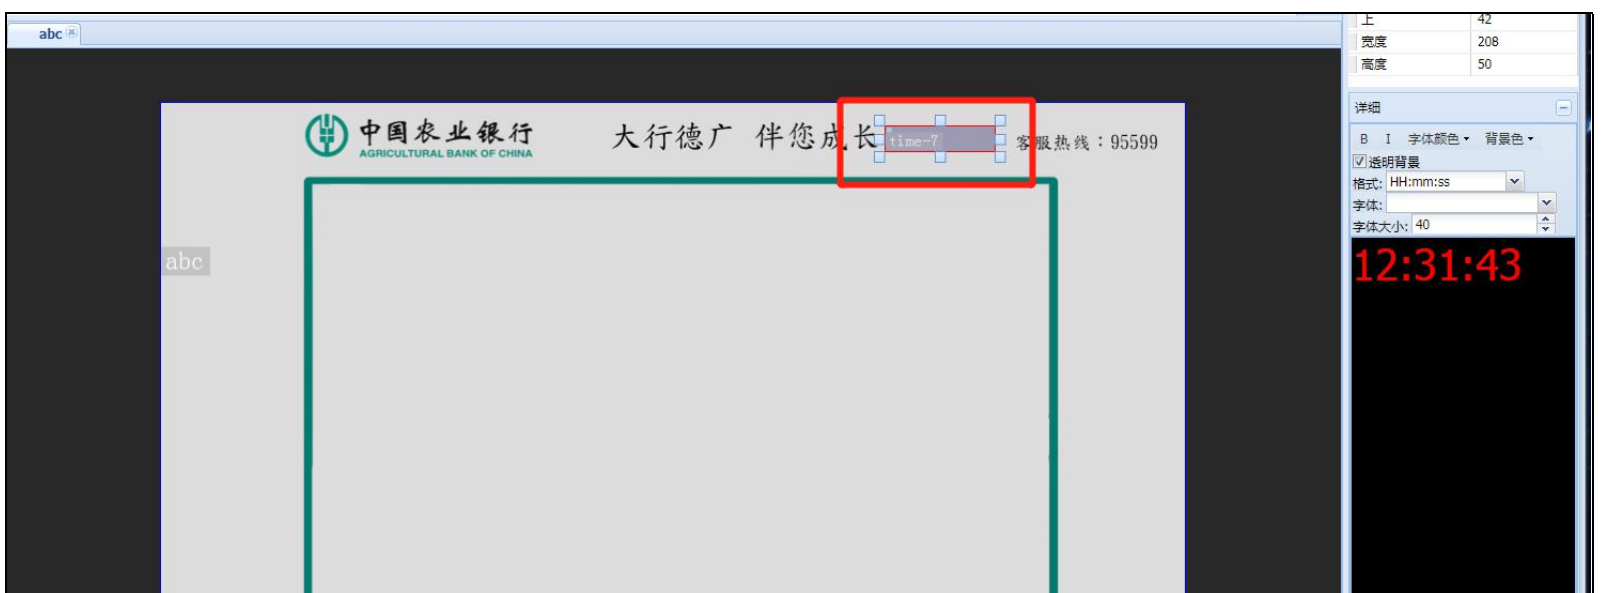 abc
上 42
宽度 208
高度 50
中国农业银行
AGRICULTURAL BANK OF CHINA
大行德广 伴您成长
time-7
客服热线：95599
abc
详细
B I 字体颜色 背景色
透明背景
格式: HH:mm:ss
字体:
字体大小: 40
12:31:43